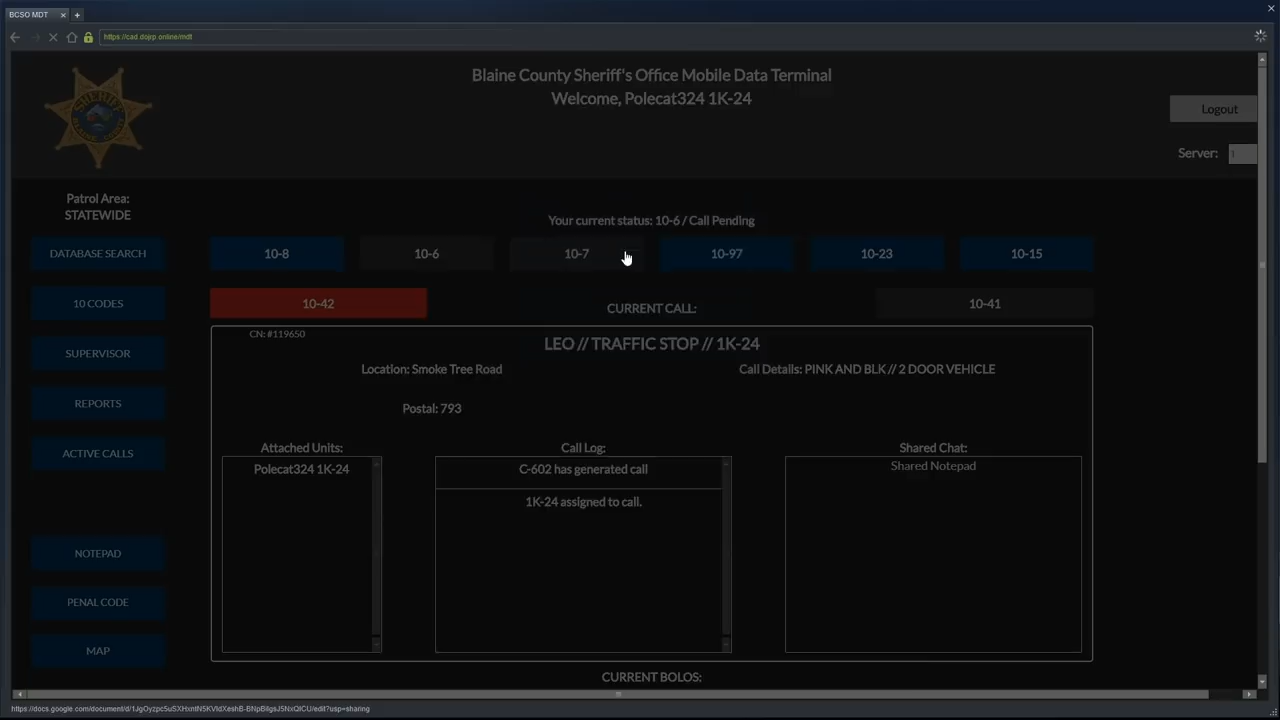 BCSO MDT
https://cad.dojrp.online/mdt
Blaine County Sheriff's Office Mobile Data Terminal
Welcome, Polecat324 1K-24
Logout
Server: 1
SHERIFF
Patrol Area:
STATEWIDE
Your current status: 10-6 / Call Pending
DATABASE SEARCH
10-8
10-6
10-7
10-97
10-23
10-15
10 CODES
10-42
CURRENT CALL:
10-41
CN: #119650
LEO // TRAFFIC STOP // 1K-24
SUPERVISOR
Location: Smoke Tree Road
Call Details: PINK AND BLK // 2 DOOR VEHICLE
REPORTS
Postal: 793
ACTIVE CALLS
Attached Units:
Call Log:
Shared Chat:
Polecat324 1K-24
C-602 has generated call
Shared Notepad
1K-24 assigned to call.
NOTEPAD
PENAL CODE
MAP
CURRENT BOLOS: